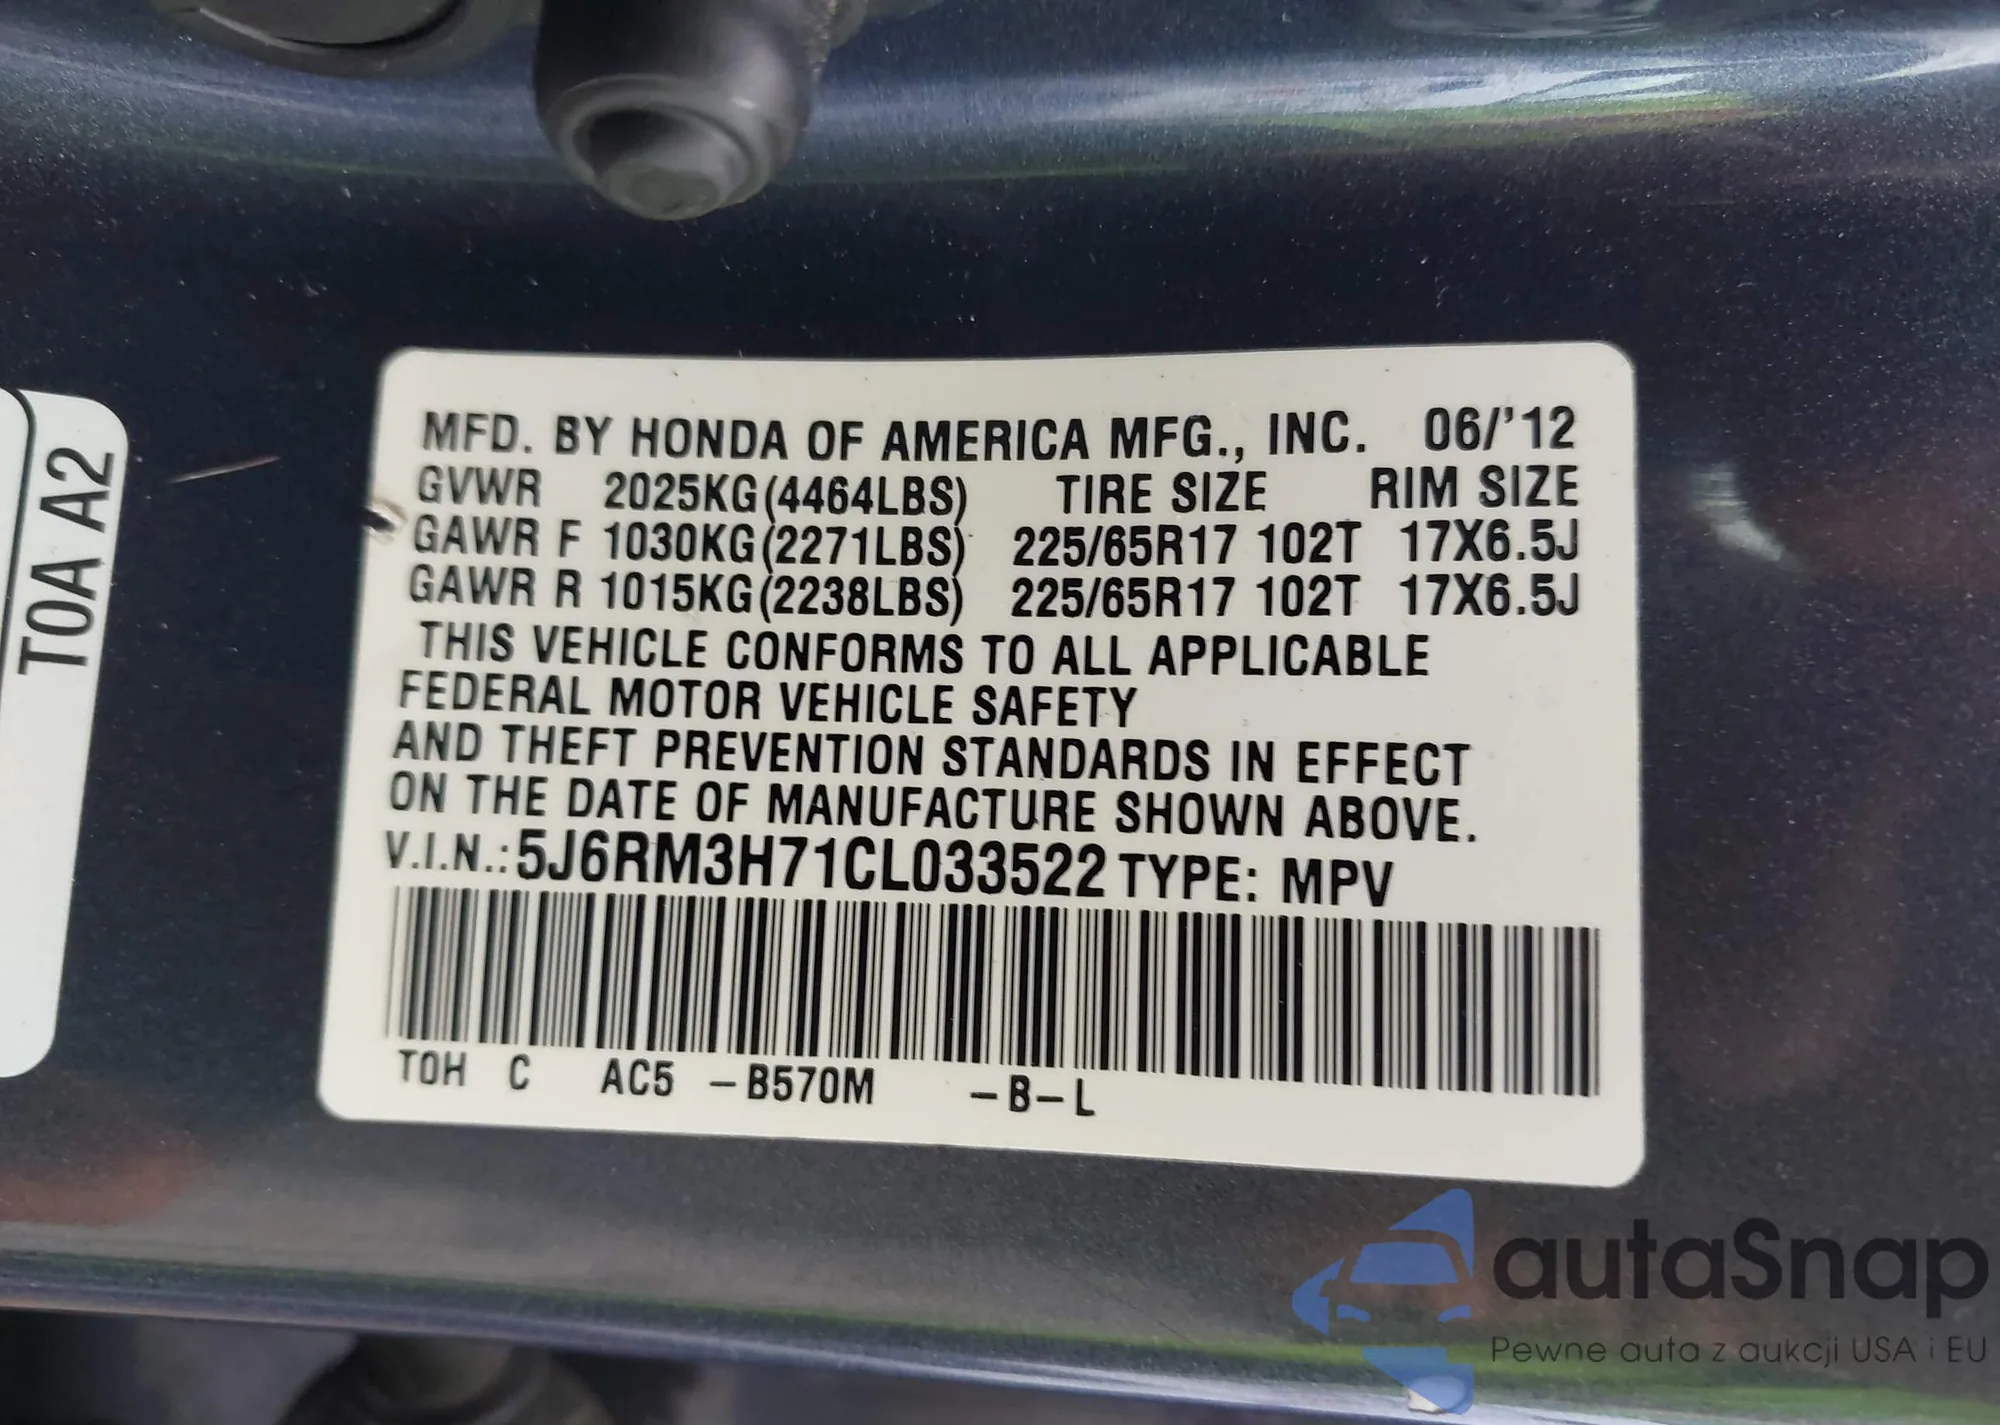 MFD. BY HONDA OF AMERICA MFG., INC. 06/'12
GVWR 2025KG(4464LBS) TIRE SIZE RIM SIZE
GAWR F 1030KG(2271LBS) 225/65R17 102T 17X6.5J
GAWR R 1015KG(2238LBS) 225/65R17 102T 17X6.5J
THIS VEHICLE CONFORMS TO ALL APPLICABLE
FEDERAL MOTOR VEHICLE SAFETY
AND THEFT PREVENTION STANDARDS IN EFFECT
ON THE DATE OF MANUFACTURE SHOWN ABOVE.
V.I.N.:5J6RM3H71CL033522 TYPE: MPV
T0H C AC5 -B570M -B-L
T0A A2
autaSnap
Pewne auta z aukcji USA i EU